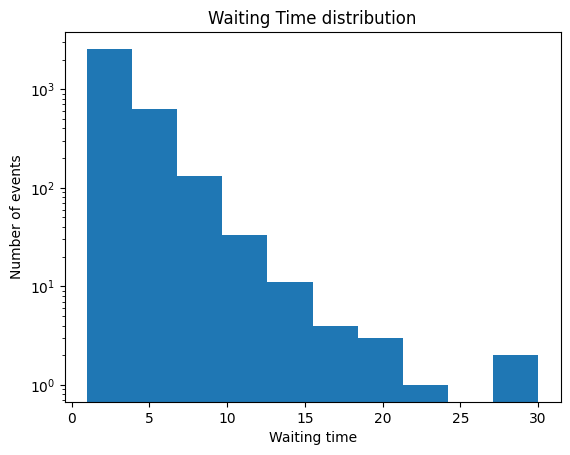 Waiting Time distribution
Number of events
10³
10²
10¹
10⁰
0 5 10 15 20 25 30
Waiting time